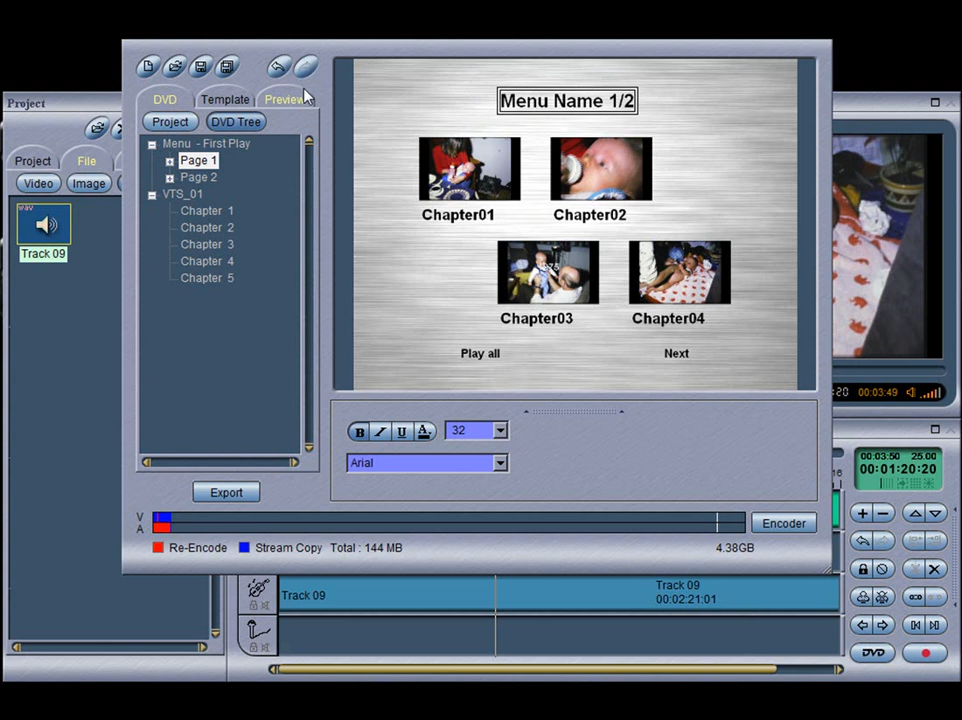 Project
DVD
Template
Preview
Project
DVD Tree
Menu - First Play
Page 1
Page 2
VTS_01
Chapter 1
Chapter 2
Chapter 3
Chapter 4
Chapter 5
Project
File
Video
Image
wav
Track 09
Menu Name 1/2
Chapter01
Chapter02
Chapter03
Chapter04
Play all
Next
B I U A
32
Arial
Export
V
A
Encoder
Re-Encode
Stream Copy
Total : 144 MB
4.38GB
:20
00:03:49
00:03:50 25.00
00:01:20:20
Track 09
Track 09
00:02:21:01
DVD